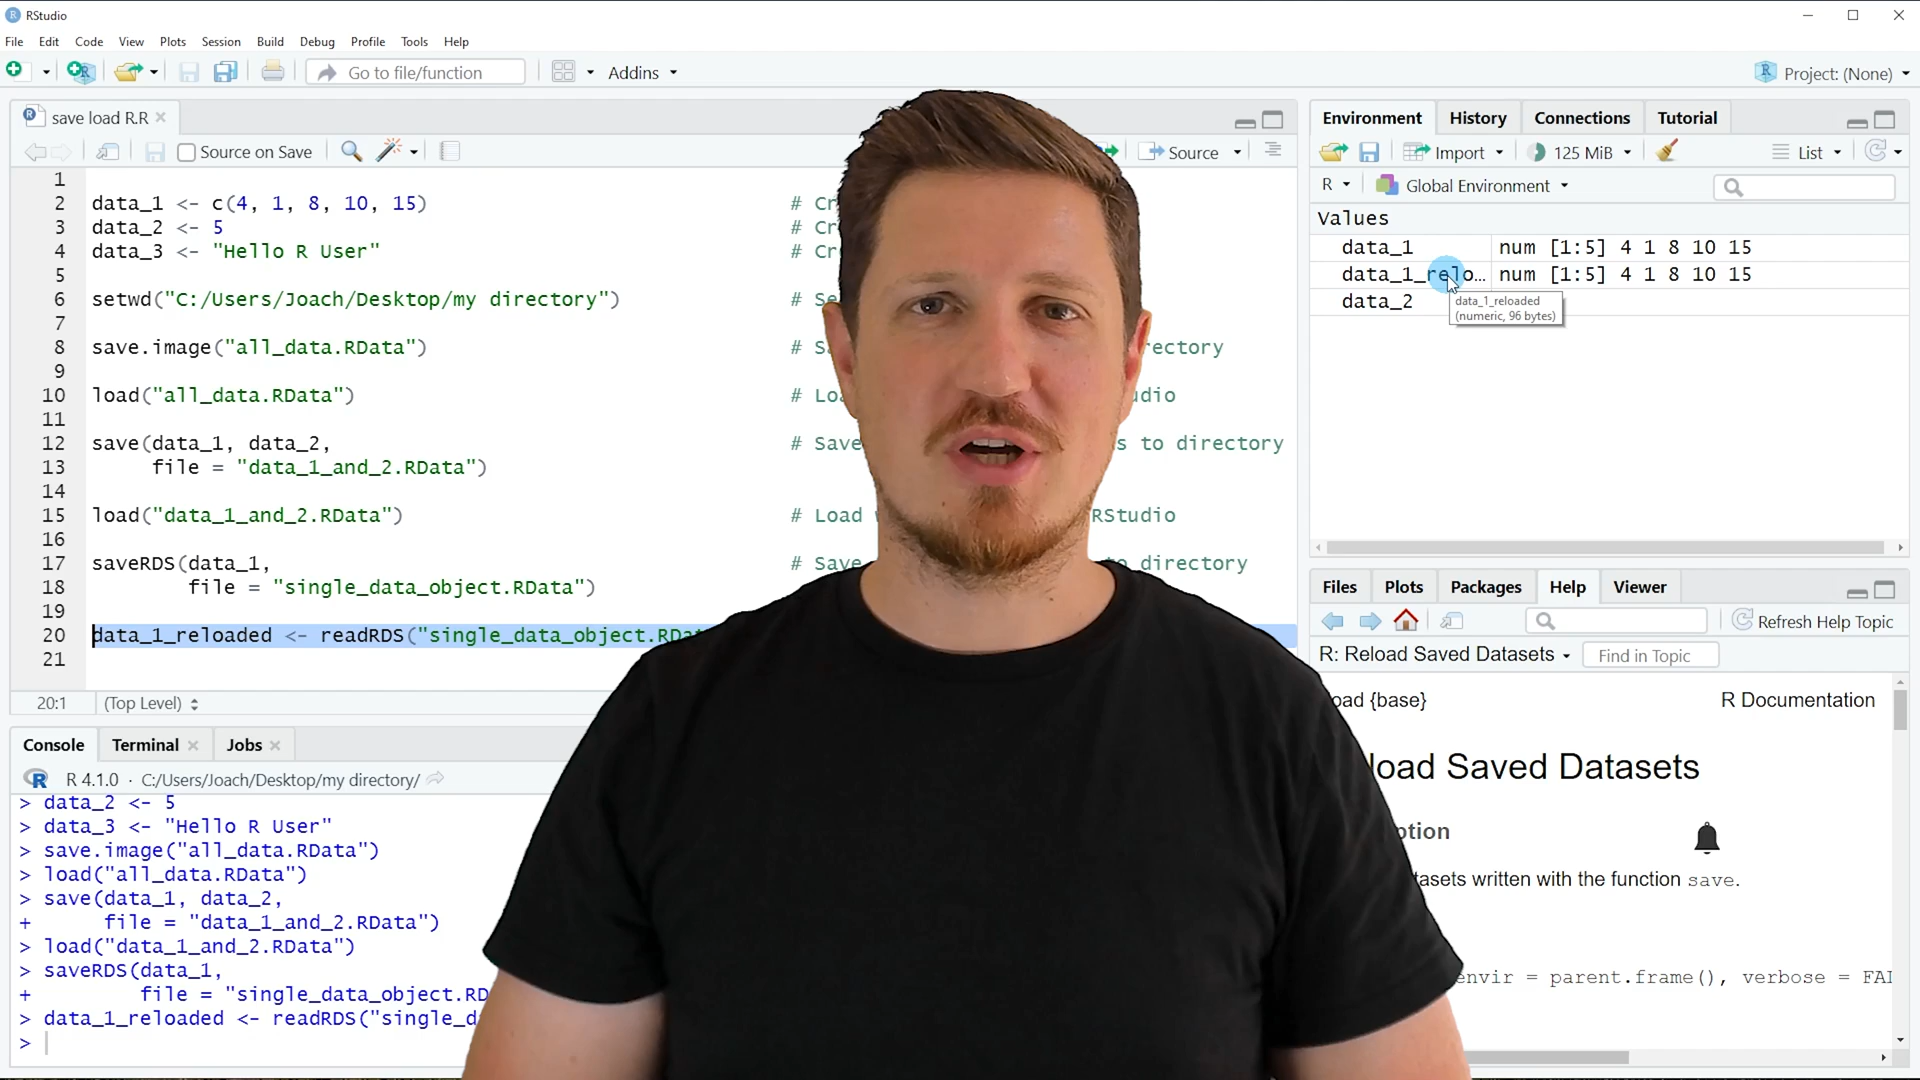 RStudio
File Edit Code View Plots Session Build Debug Profile Tools Help
Go to file/function Addins Project: (None)
save load R.R
Source on Save Source
1
2 data_1 <- c(4, 1, 8, 10, 15) #
3 data_2 <- 5 #
4 data_3 <- "Hello R User" #
5
6 setwd("C:/Users/Joach/Desktop/my directory") #
7
8 save.image("all_data.RData") #
9
10 load("all_data.RData") #
11
12 save(data_1, data_2, # Save to directory
13 file = "data_1_and_2.RData")
14
15 load("data_1_and_2.RData") # Load RStudio
16
17 saveRDS(data_1, # Save directory
18 file = "single_data_object.RData")
19
20 data_1_reloaded <- readRDS("single_data_object.RDat
21
20:1 (Top Level)
Console Terminal Jobs
R 4.1.0 · C:/Users/Joach/Desktop/my directory/
> data_2 <- 5
> data_3 <- "Hello R User"
> save.image("all_data.RData")
> load("all_data.RData")
> save(data_1, data_2,
+ file = "data_1_and_2.RData")
> load("data_1_and_2.RData")
> saveRDS(data_1,
+ file = "single_data_object.RD
> data_1_reloaded <- readRDS("single_d
>
Environment History Connections Tutorial
Import 125 MiB List
R Global Environment
Values
data_1 num [1:5] 4 1 8 10 15
data_1_relo… num [1:5] 4 1 8 10 15
data_2
data_1_reloaded
(numeric, 96 bytes)
Files Plots Packages Help Viewer
Refresh Help Topic
R: Reload Saved Datasets Find in Topic
{base} R Documentation
Saved Datasets
written with the function save.
envir = parent.frame(), verbose =